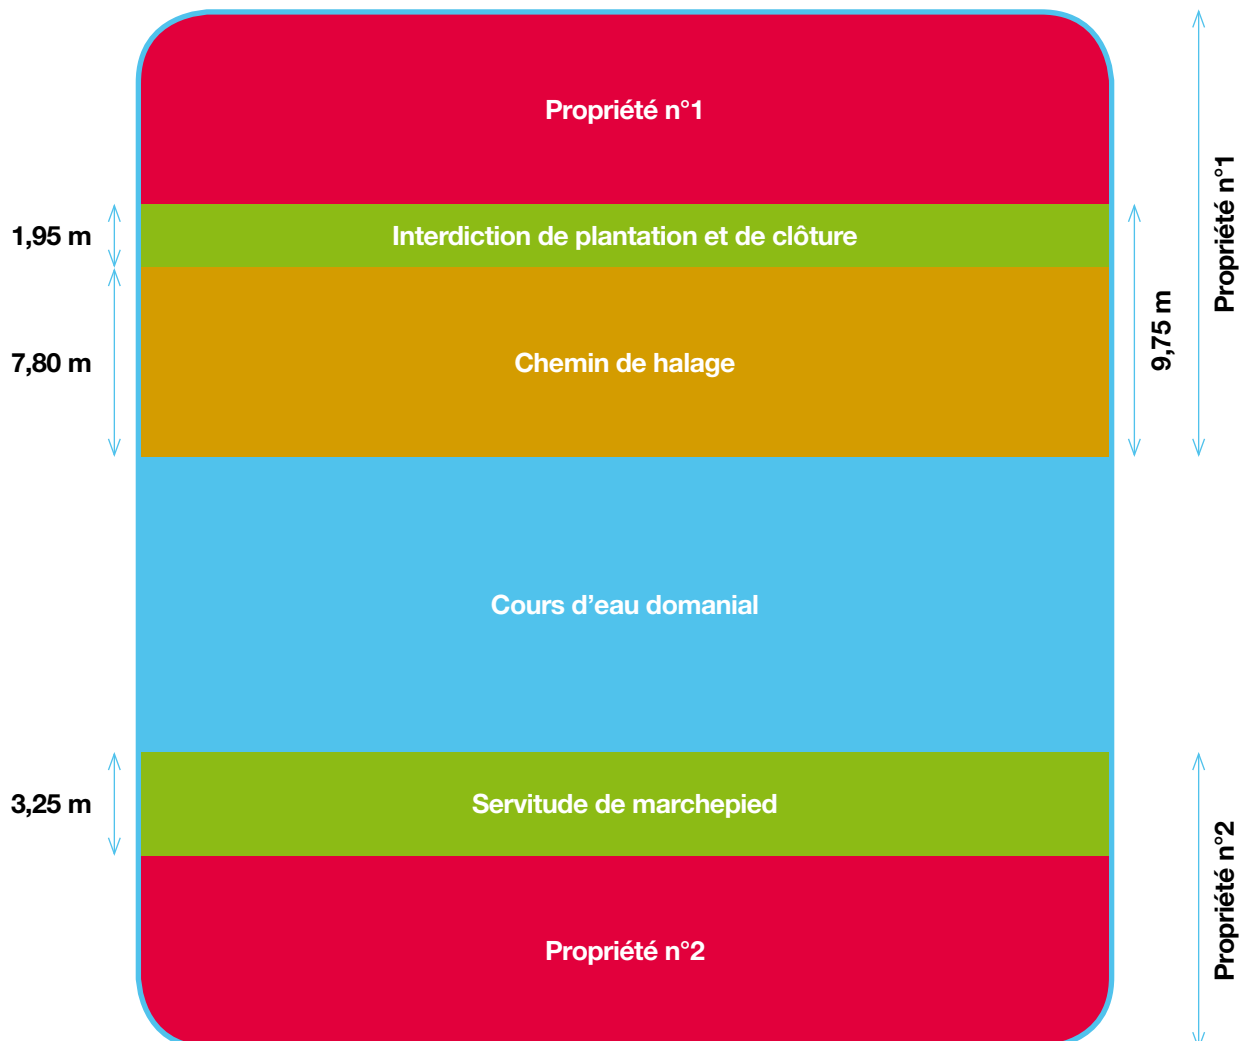 Propriété n°1
1,95 m
Interdiction de plantation et de clôture
7,80 m
Chemin de halage
9,75 m
Propriété n°1
Cours d’eau domanial
3,25 m
Servitude de marchepied
Propriété n°2
Propriété n°2